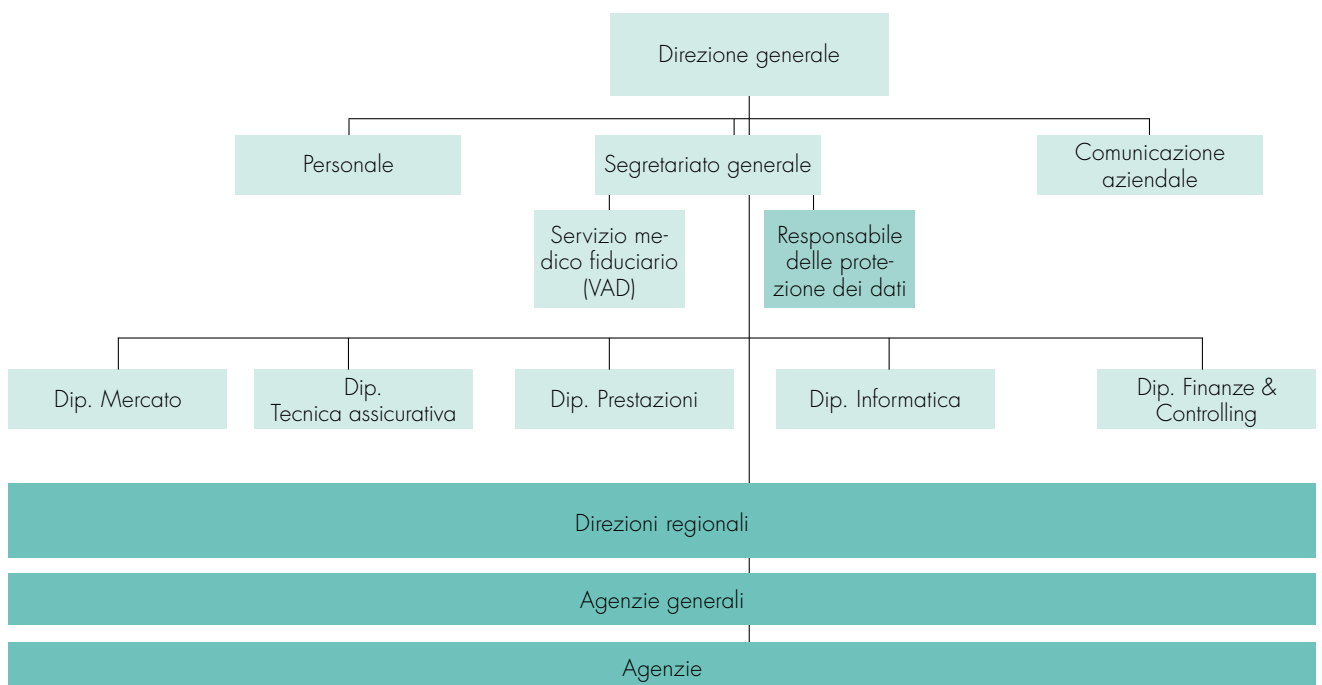 Direzione generale
Personale
Segretariato generale
Comunicazione
aziendale
Servizio me-
dico fiduciario
(VAD)
Responsabile
delle prote-
zione dei dati
Dip. Mercato
Dip.
Tecnica assicurativa
Dip. Prestazioni
Dip. Informatica
Dip. Finanze &
Controlling
Direzioni regionali
Agenzie generali
Agenzie